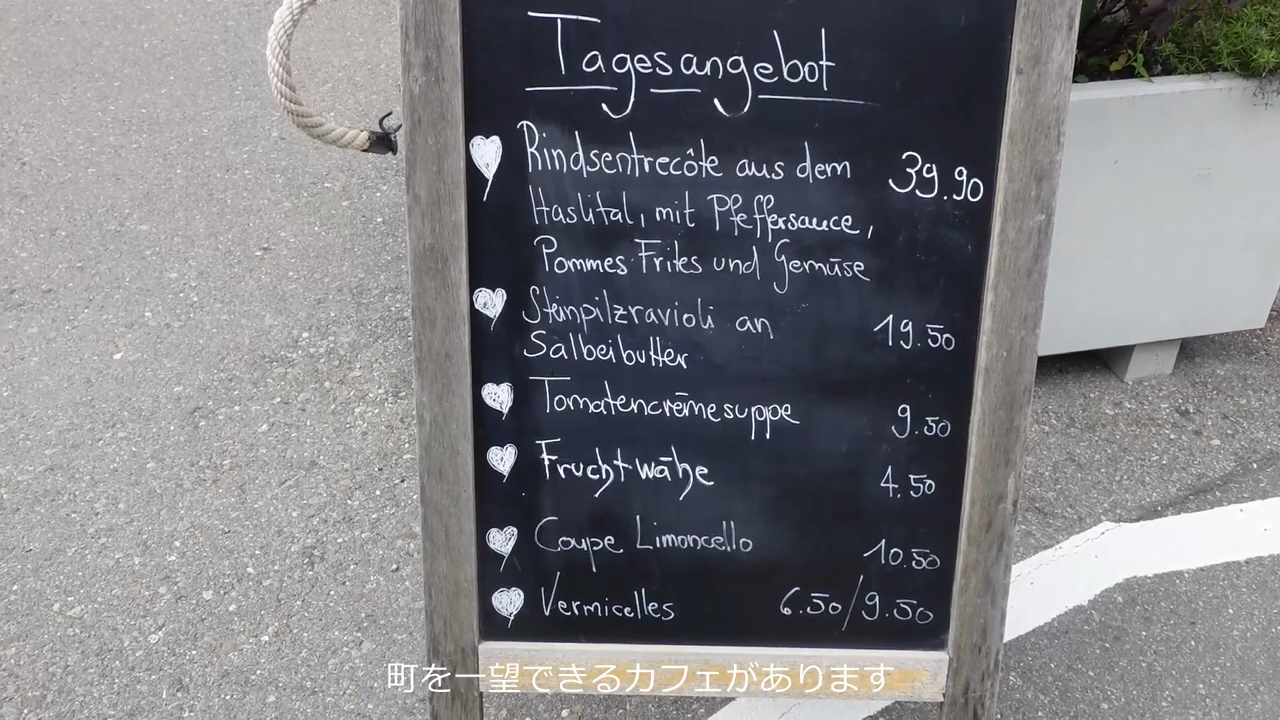 Tagesangebot
Rindsentrecôte aus dem 39.90
Haslital, mit Pfeffersauce,
Pommes Frites und Gemüse
Steinpilzravioli an 19.50
Salbeibutter
Tomatencrèmesuppe 9.50
Fruchtwähe 4.50
Coupe Limoncello 10.50
Vermicelles 6.50/9.50
町を一望できるカフェがあります